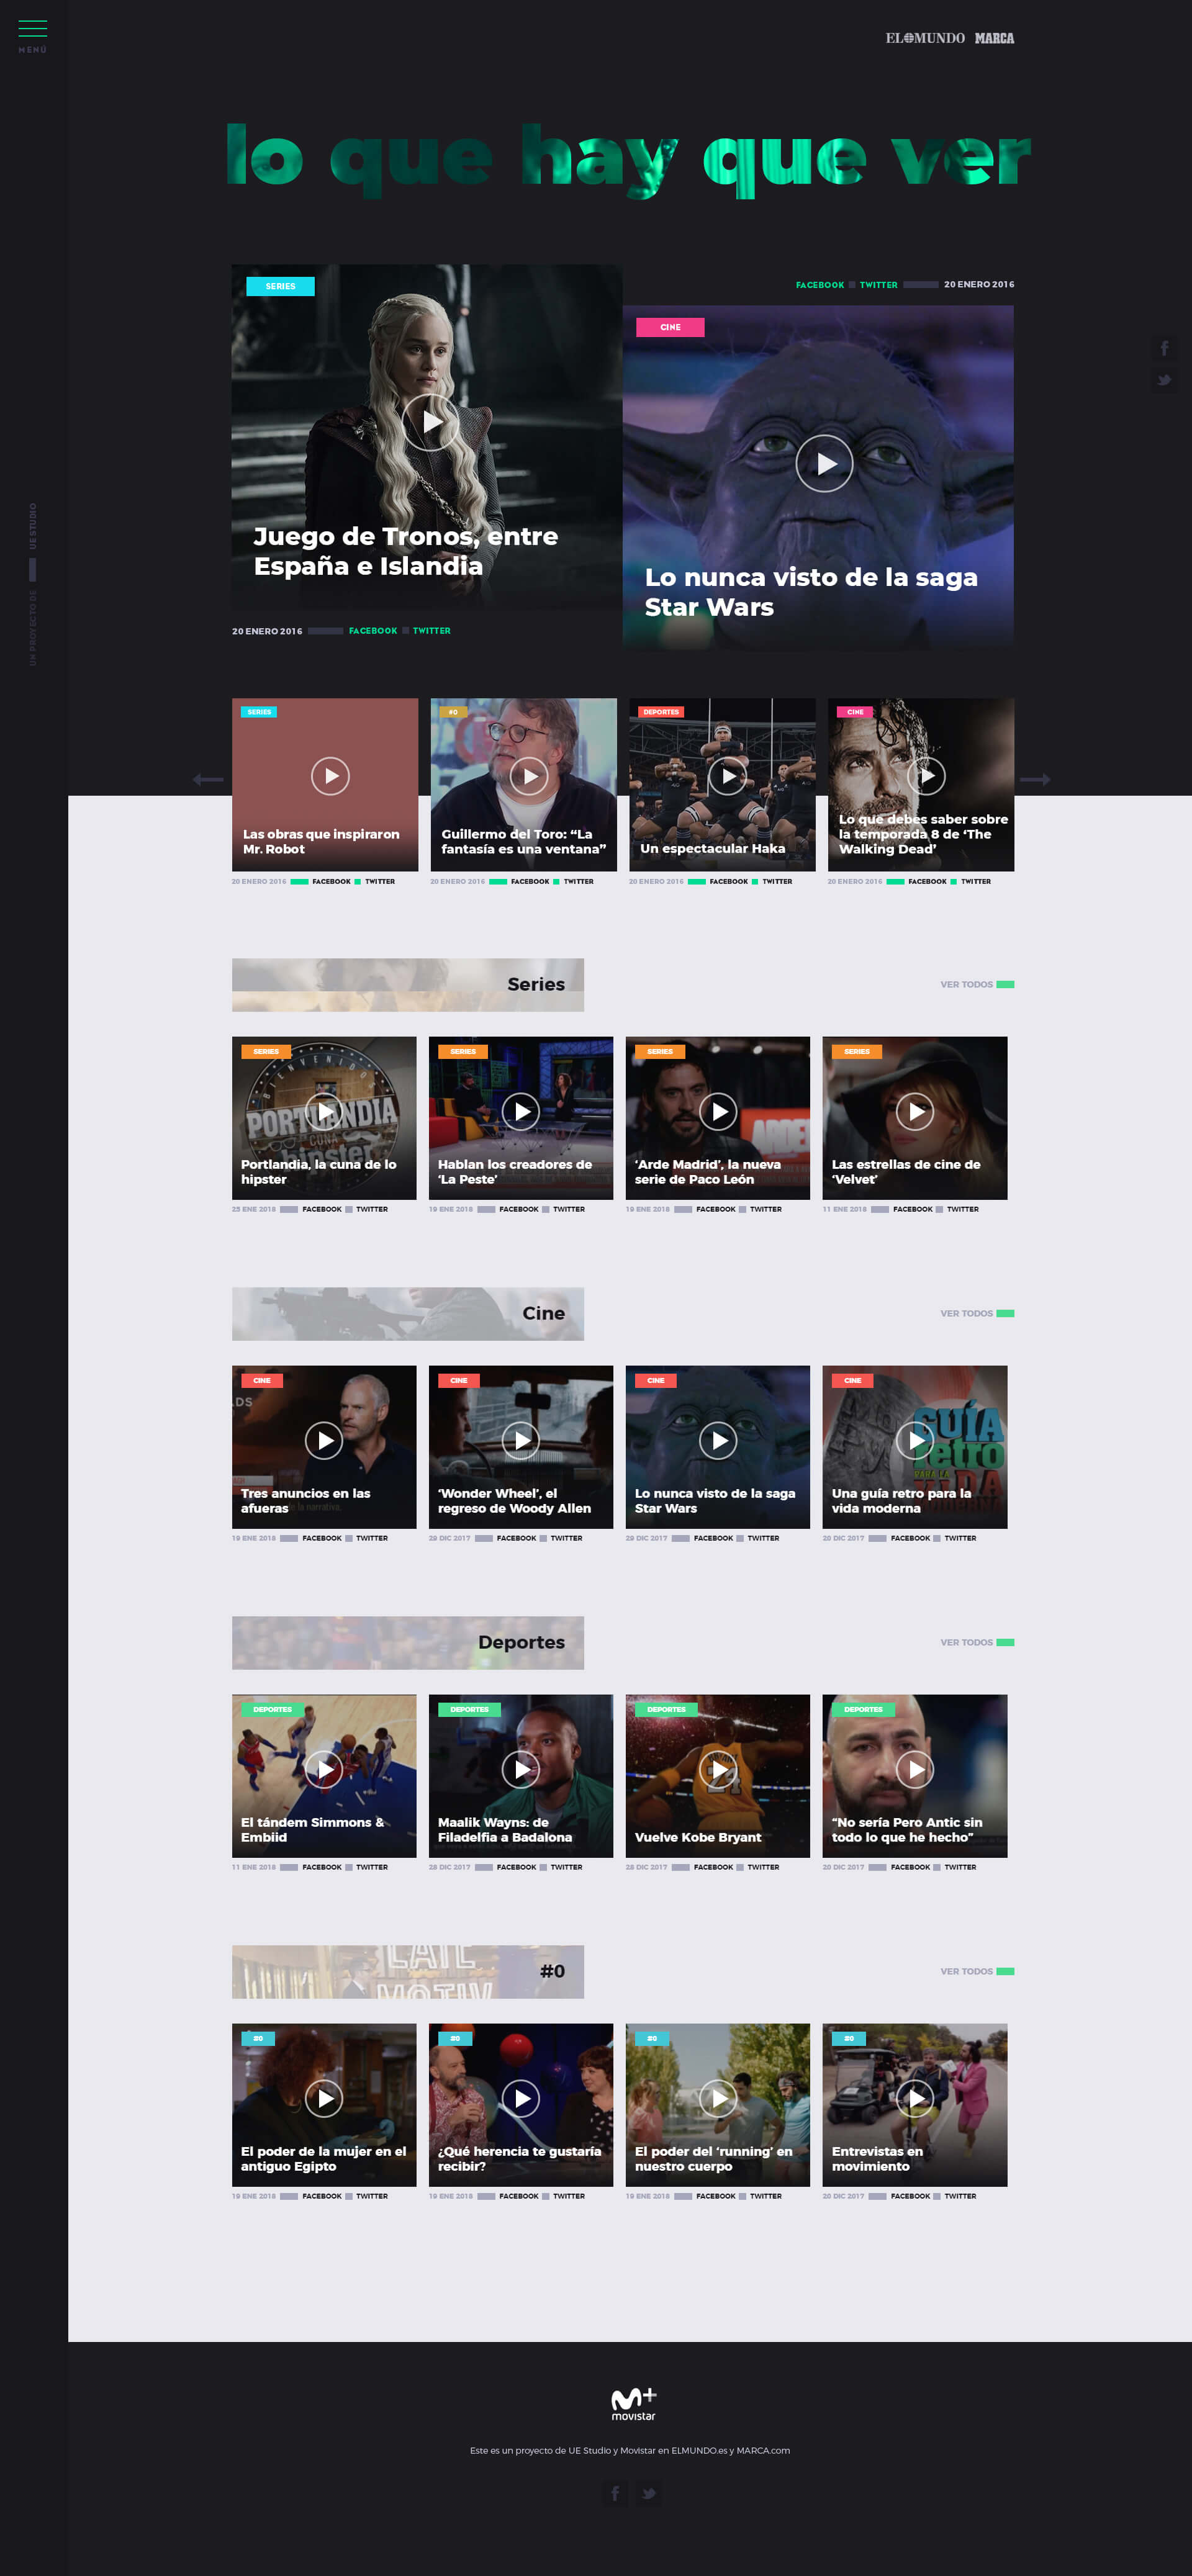 MENÚ
EL MUNDO MARCA
lo que hay que ver
SERIES
Juego de Tronos, entre
España e Islandia
20 ENERO 2016 FACEBOOK TWITTER
FACEBOOK TWITTER 20 ENERO 2016
CINE
Lo nunca visto de la saga
Star Wars
UN PROYECTO DE UE STUDIO
SERIES
Las obras que inspiraron
Mr. Robot
20 ENERO 2016 FACEBOOK TWITTER
#0
Guillermo del Toro: “La
fantasía es una ventana”
20 ENERO 2016 FACEBOOK TWITTER
DEPORTES
Un espectacular Haka
20 ENERO 2016 FACEBOOK TWITTER
CINE
Lo que debes saber sobre
la temporada 8 de ‘The
Walking Dead’
20 ENERO 2016 FACEBOOK TWITTER
Series
VER TODOS
SERIES
BIENVENIDOS
PORTLANDIA
CUNA
Portlandia, la cuna de lo
hipster
25 ENE 2018 FACEBOOK TWITTER
SERIES
Hablan los creadores de
‘La Peste’
19 ENE 2018 FACEBOOK TWITTER
SERIES
‘Arde Madrid’, la nueva
serie de Paco León
19 ENE 2018 FACEBOOK TWITTER
SERIES
Las estrellas de cine de
‘Velvet’
11 ENE 2018 FACEBOOK TWITTER
Cine
VER TODOS
CINE
Tres anuncios en las
afueras
19 ENE 2018 FACEBOOK TWITTER
CINE
‘Wonder Wheel’, el
regreso de Woody Allen
29 DIC 2017 FACEBOOK TWITTER
CINE
Lo nunca visto de la saga
Star Wars
29 DIC 2017 FACEBOOK TWITTER
CINE
GUÍA
retro
PARA LA
Una guía retro para la
vida moderna
20 DIC 2017 FACEBOOK TWITTER
Deportes
VER TODOS
DEPORTES
El tándem Simmons &
Embiid
11 ENE 2018 FACEBOOK TWITTER
DEPORTES
Maalik Wayns: de
Filadelfia a Badalona
28 DIC 2017 FACEBOOK TWITTER
DEPORTES
24
Vuelve Kobe Bryant
28 DIC 2017 FACEBOOK TWITTER
DEPORTES
“No sería Pero Antic sin
todo lo que he hecho”
20 DIC 2017 FACEBOOK TWITTER
LATE
MOTIV
#0
VER TODOS
#0
El poder de la mujer en el
antiguo Egipto
19 ENE 2018 FACEBOOK TWITTER
#0
¿Qué herencia te gustaría
recibir?
19 ENE 2018 FACEBOOK TWITTER
#0
El poder del ‘running’ en
nuestro cuerpo
19 ENE 2018 FACEBOOK TWITTER
#0
Entrevistas en
movimiento
20 DIC 2017 FACEBOOK TWITTER
movistar
Este es un proyecto de UE Studio y Movistar en ELMUNDO.es y MARCA.com